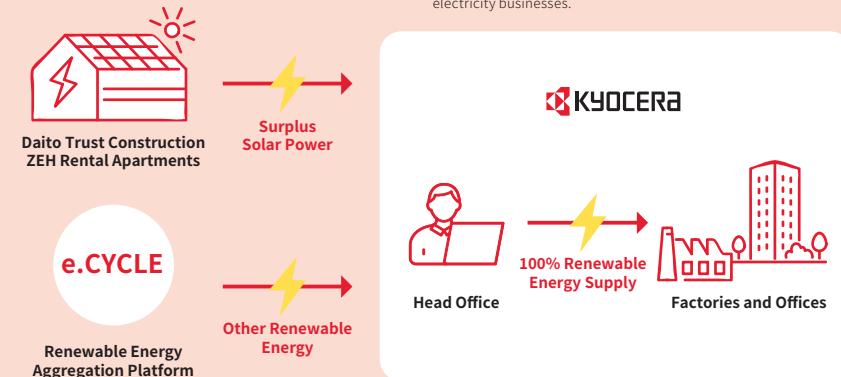 electricity businesses.
Daito Trust Construction
ZEH Rental Apartments
Surplus
Solar Power
e.CYCLE
Renewable Energy
Aggregation Platform
Other Renewable
Energy
KYOCERA
Head Office
100% Renewable
Energy Supply
Factories and Offices